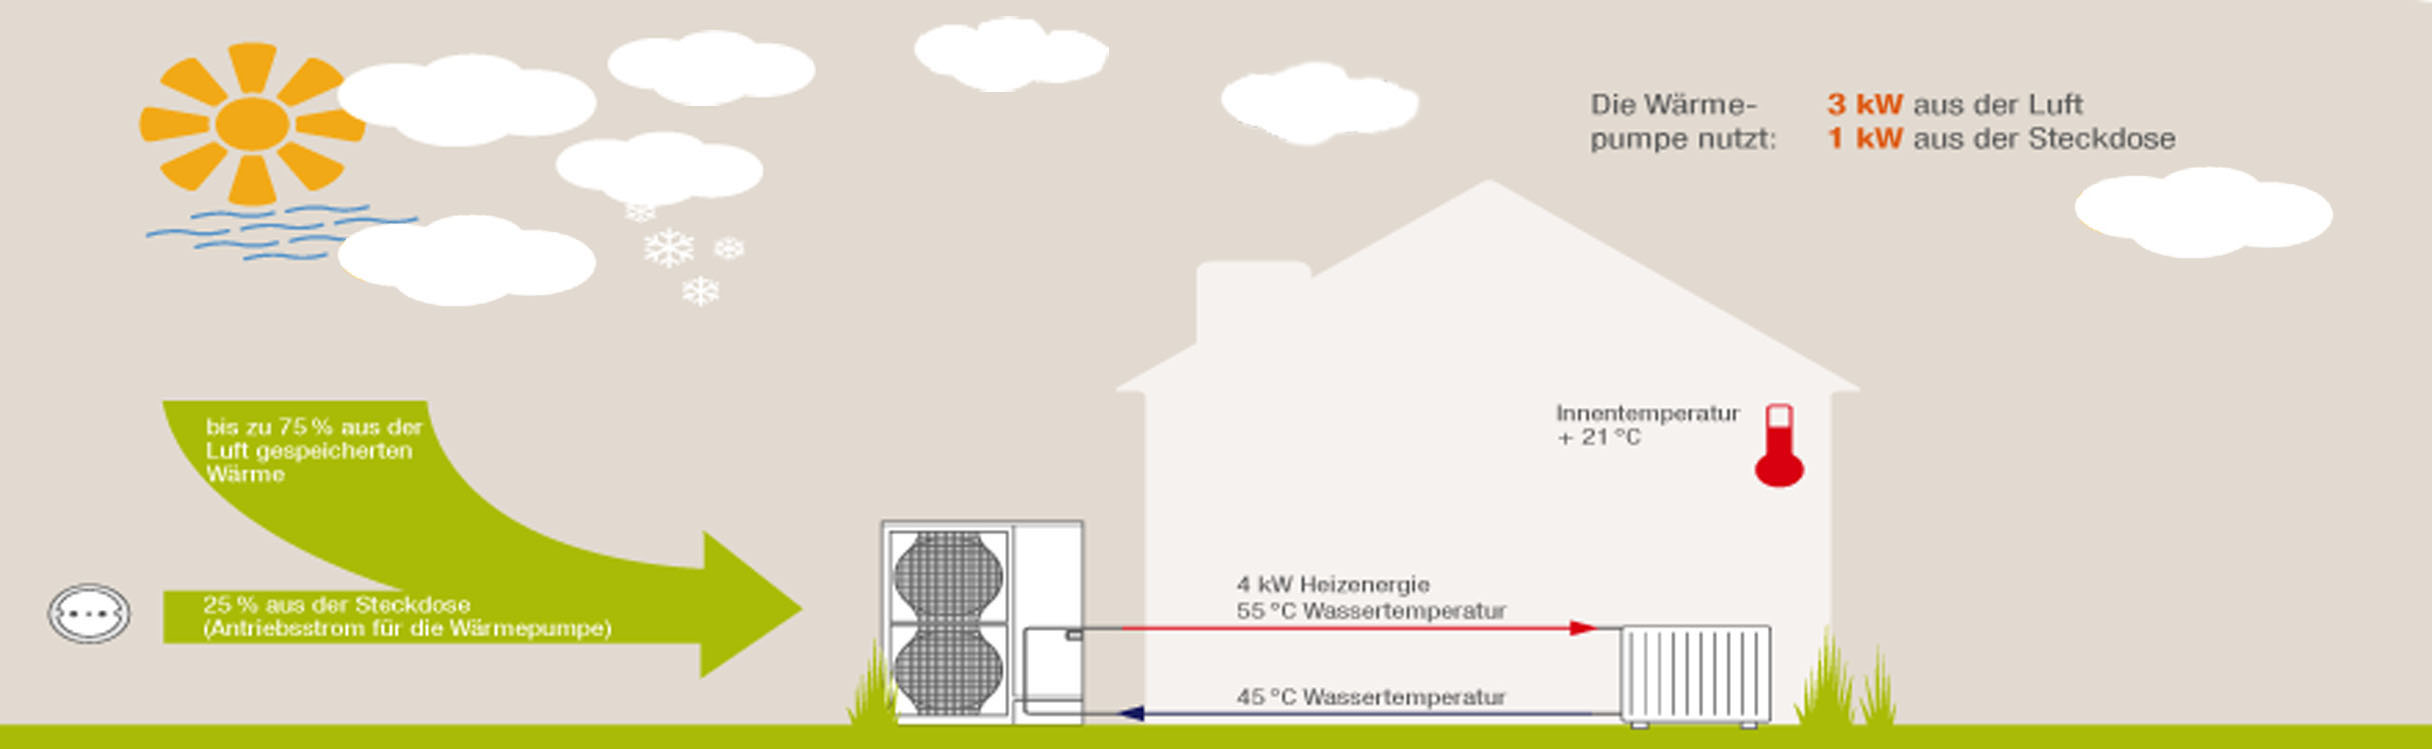 Die Wärme-
pumpe nutzt:
3 kW aus der Luft
1 kW aus der Steckdose
bis zu 75 % aus der
Luft gespeicherten
Wärme
25 % aus der Steckdose
(Antriebsstrom für die Wärmepumpe)
Innentemperatur
+ 21 °C
4 kW Heizenergie
55 °C Wassertemperatur
45 °C Wassertemperatur